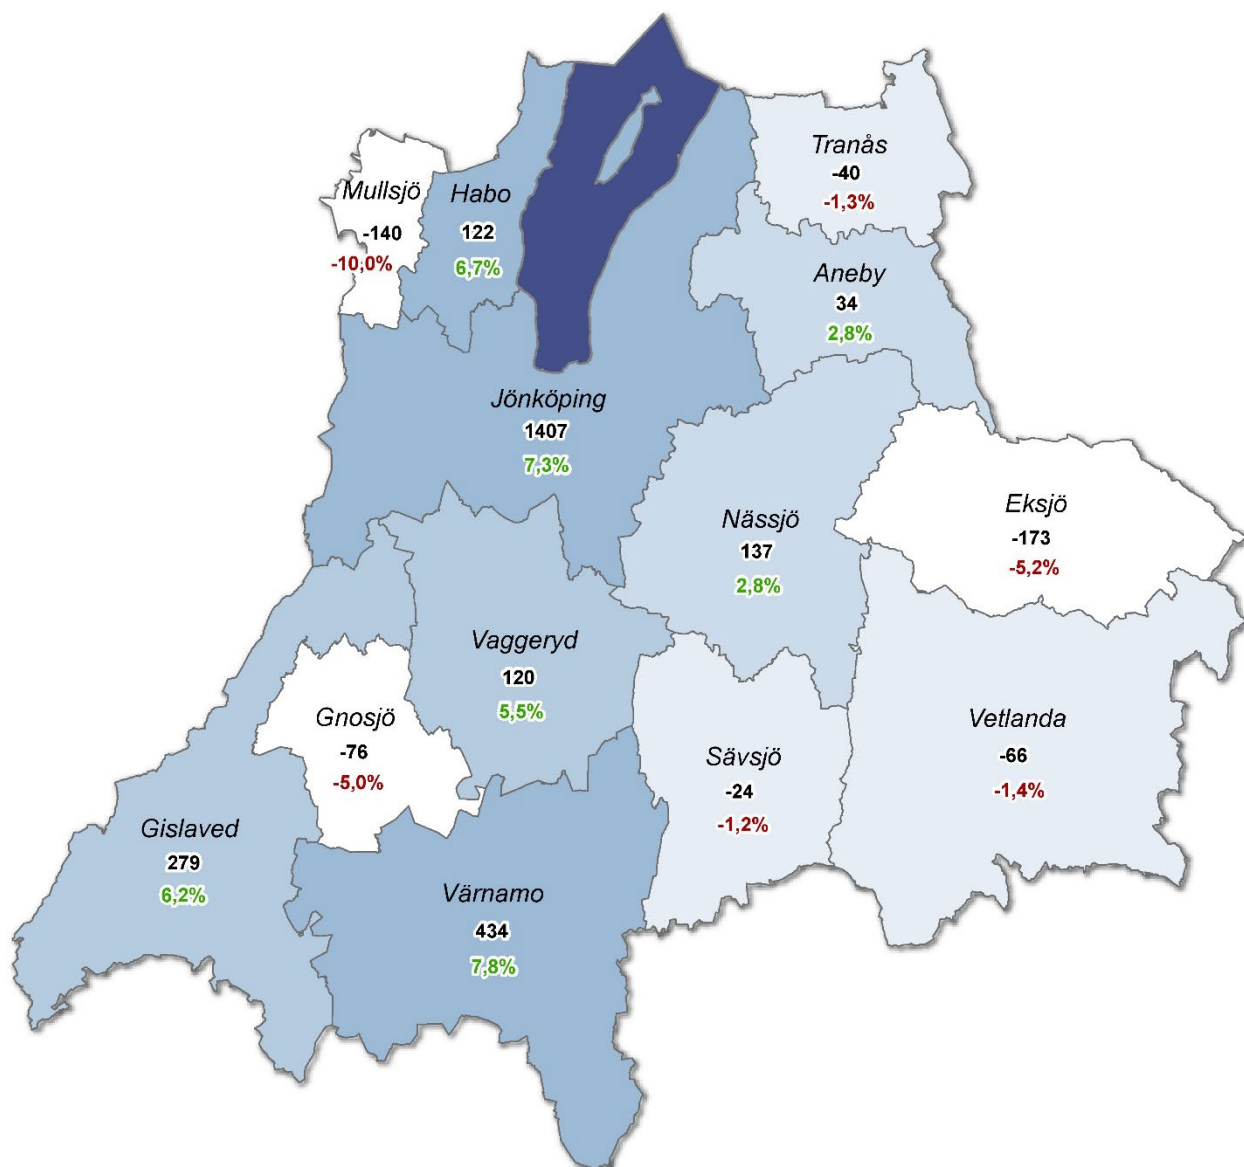 Tranås
-40
-1,3%
Mullsjö
-140
-10,0%
Habo
122
6,7%
Aneby
34
2,8%
Jönköping
1407
7,3%
Nässjö
137
2,8%
Eksjö
-173
-5,2%
Vaggeryd
120
5,5%
Gnosjö
-76
-5,0%
Sävsjö
-24
-1,2%
Vetlanda
-66
-1,4%
Gislaved
279
6,2%
Värnamo
434
7,8%